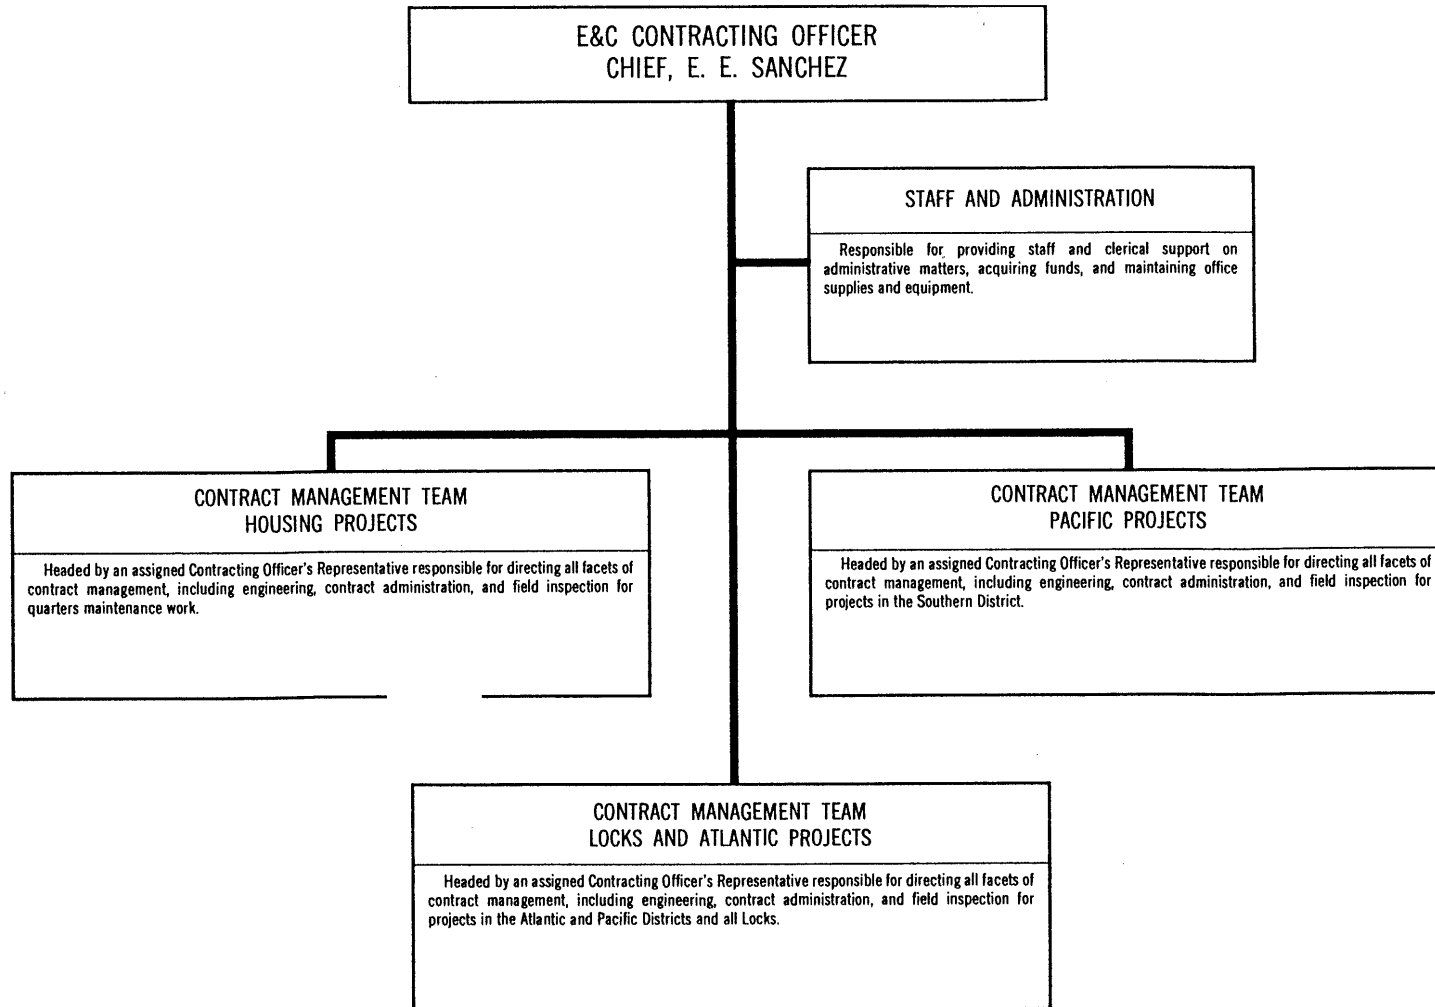 E&C CONTRACTING OFFICER
CHIEF, E. E. SANCHEZ
STAFF AND ADMINISTRATION
Responsible for providing staff and clerical support on
administrative matters, acquiring funds, and maintaining office
supplies and equipment.
CONTRACT MANAGEMENT TEAM
HOUSING PROJECTS
Headed by an assigned Contracting Officer's Representative responsible for directing all facets of
contract management, including engineering, contract administration, and field inspection for
quarters maintenance work.
CONTRACT MANAGEMENT TEAM
PACIFIC PROJECTS
Headed by an assigned Contracting Officer's Representative responsible for directing all facets of
contract management, including engineering, contract administration, and field inspection for
projects in the Southern District.
CONTRACT MANAGEMENT TEAM
LOCKS AND ATLANTIC PROJECTS
Headed by an assigned Contracting Officer's Representative responsible for directing all facets of
contract management, including engineering, contract administration, and field inspection for
projects in the Atlantic and Pacific Districts and all Locks.